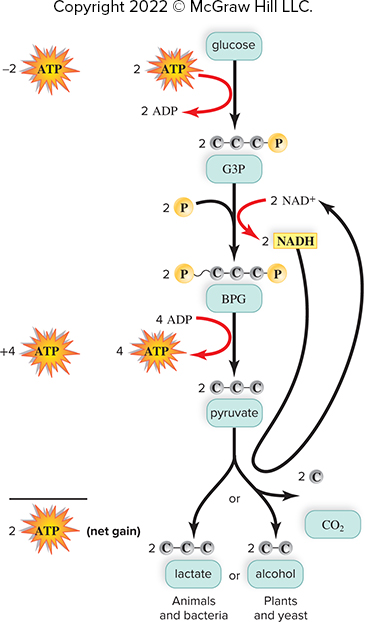 Copyright 2022 © McGraw Hill LLC.
glucose
–2 ATP
2 ATP
2 ADP
2 C-C-C-P
G3P
2 P
2 NAD+
2 NADH
2 P C-C-C-P
BPG
4 ADP
+4 ATP
4 ATP
2 C-C-C
pyruvate
2 C
or
CO₂
2 ATP (net gain)
2 C-C-C
2 C-C
lactate or alcohol
Animals
and bacteria
Plants
and yeast